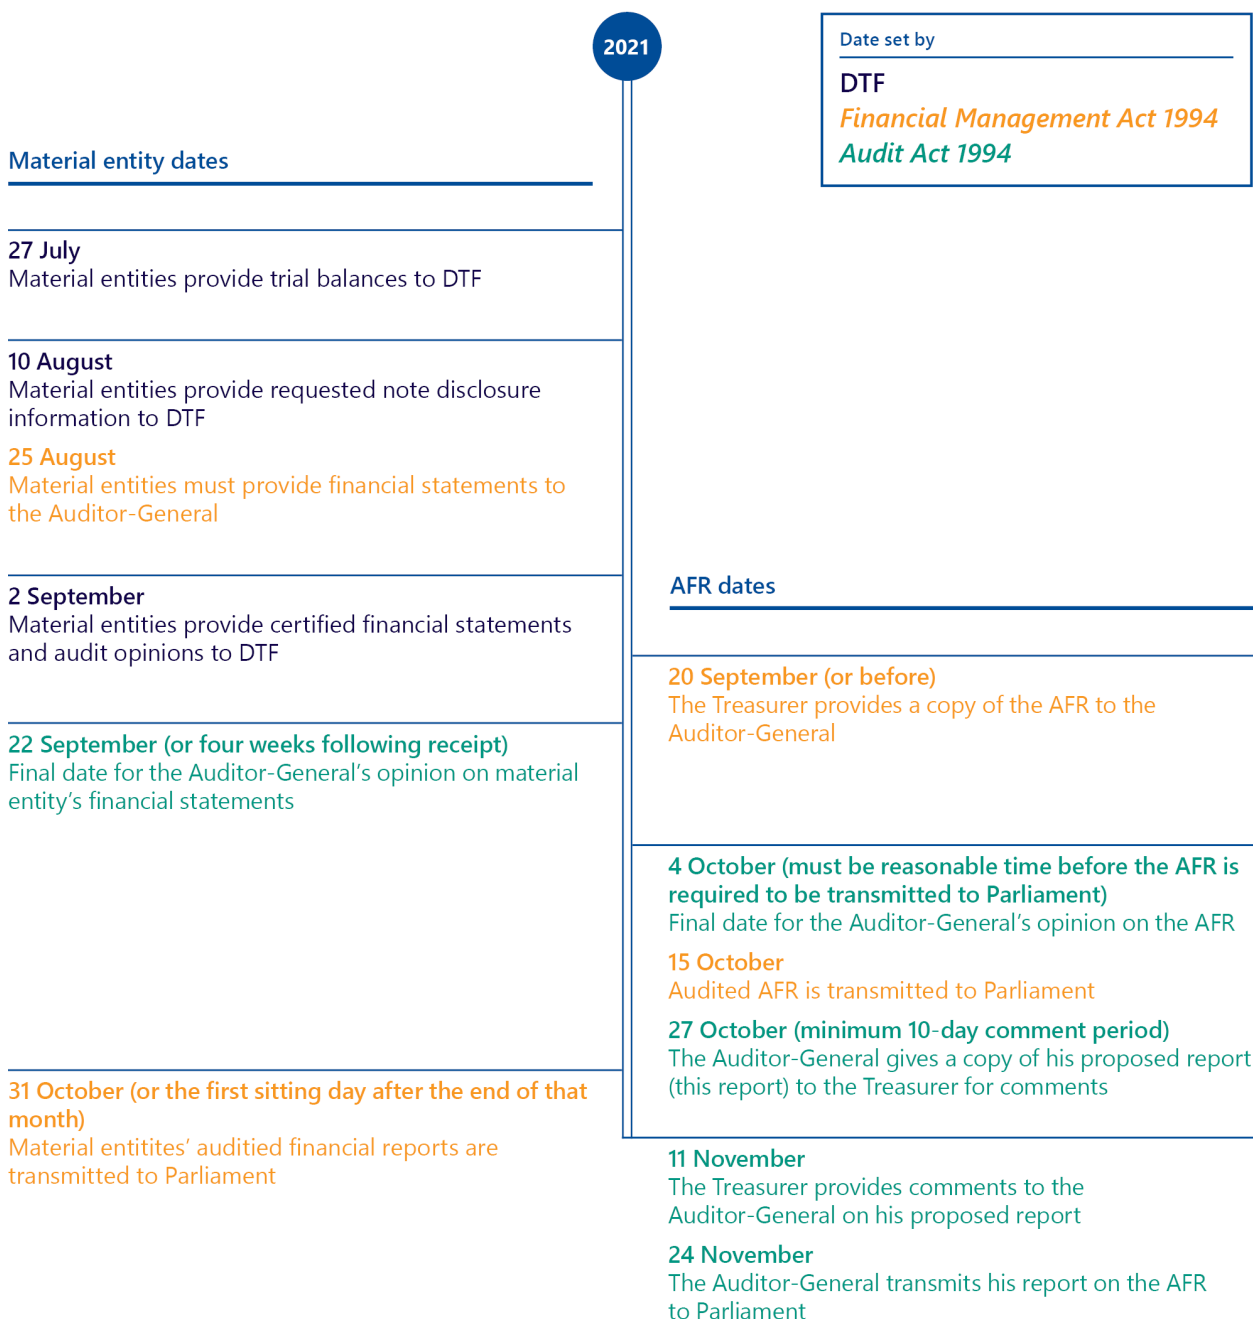 2021
Date set by
DTF
Financial Management Act 1994
Audit Act 1994
Material entity dates
27 July
Material entities provide trial balances to DTF
10 August
Material entities provide requested note disclosure
information to DTF
25 August
Material entities must provide financial statements to
the Auditor-General
2 September
Material entities provide certified financial statements
and audit opinions to DTF
22 September (or four weeks following receipt)
Final date for the Auditor-General’s opinion on material
entity’s financial statements
31 October (or the first sitting day after the end of that
month)
Material entitites’ auditied financial reports are
transmitted to Parliament
AFR dates
20 September (or before)
The Treasurer provides a copy of the AFR to the
Auditor-General
4 October (must be reasonable time before the AFR is
required to be transmitted to Parliament)
Final date for the Auditor-General’s opinion on the AFR
15 October
Audited AFR is transmitted to Parliament
27 October (minimum 10-day comment period)
The Auditor-General gives a copy of his proposed report
(this report) to the Treasurer for comments
11 November
The Treasurer provides comments to the
Auditor-General on his proposed report
24 November
The Auditor-General transmits his report on the AFR
to Parliament